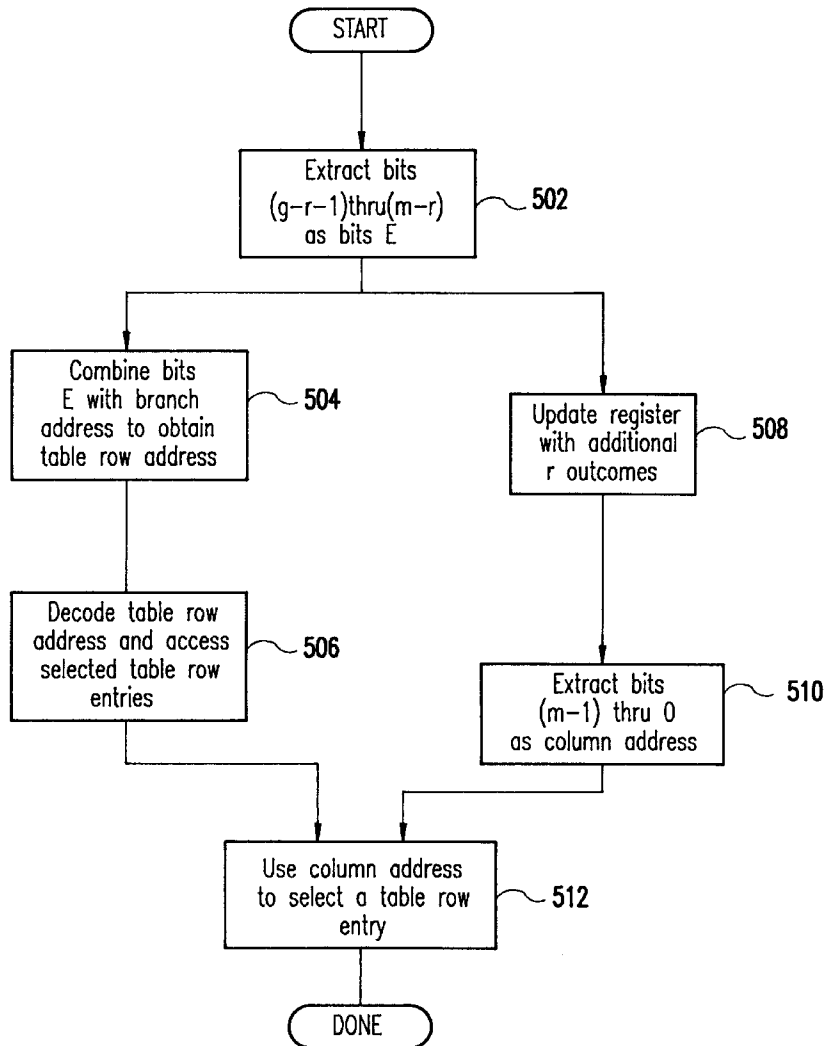 START
Extract bits
(g-r-1)thru(m-r)
as bits E
502
Combine bits
E with branch
address to obtain
table row address
504
Update register
with additional
r outcomes
508
Decode table row
address and access
selected table row
entries
506
Extract bits
(m-1) thru 0
as column address
510
Use column address
to select a table row
entry
512
DONE